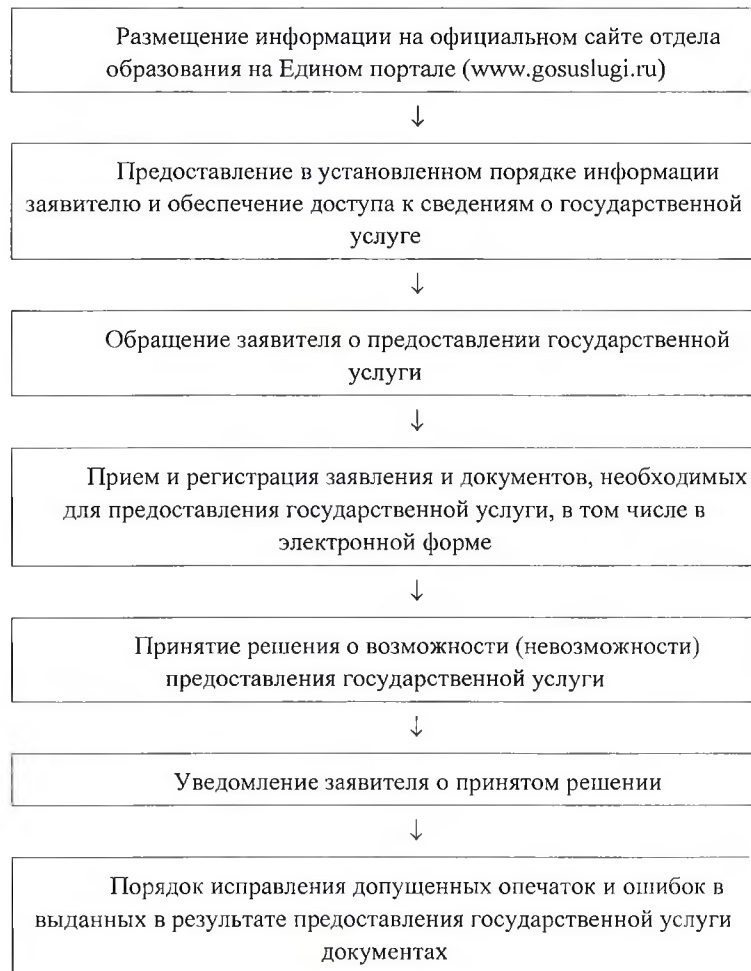 Размещение информации на официальном сайте отдела
образования на Едином портале (www.gosuslugi.ru)
↓
Предоставление в установленном порядке информации
заявителю и обеспечение доступа к сведениям о государственной
услуге
↓
Обращение заявителя о предоставлении государственной
услуги
↓
Прием и регистрация заявления и документов, необходимых
для предоставления государственной услуги, в том числе в
электронной форме
↓
Принятие решения о возможности (невозможности)
предоставления государственной услуги
↓
Уведомление заявителя о принятом решении
↓
Порядок исправления допущенных опечаток и ошибок в
выданных в результате предоставления государственной услуги
документах